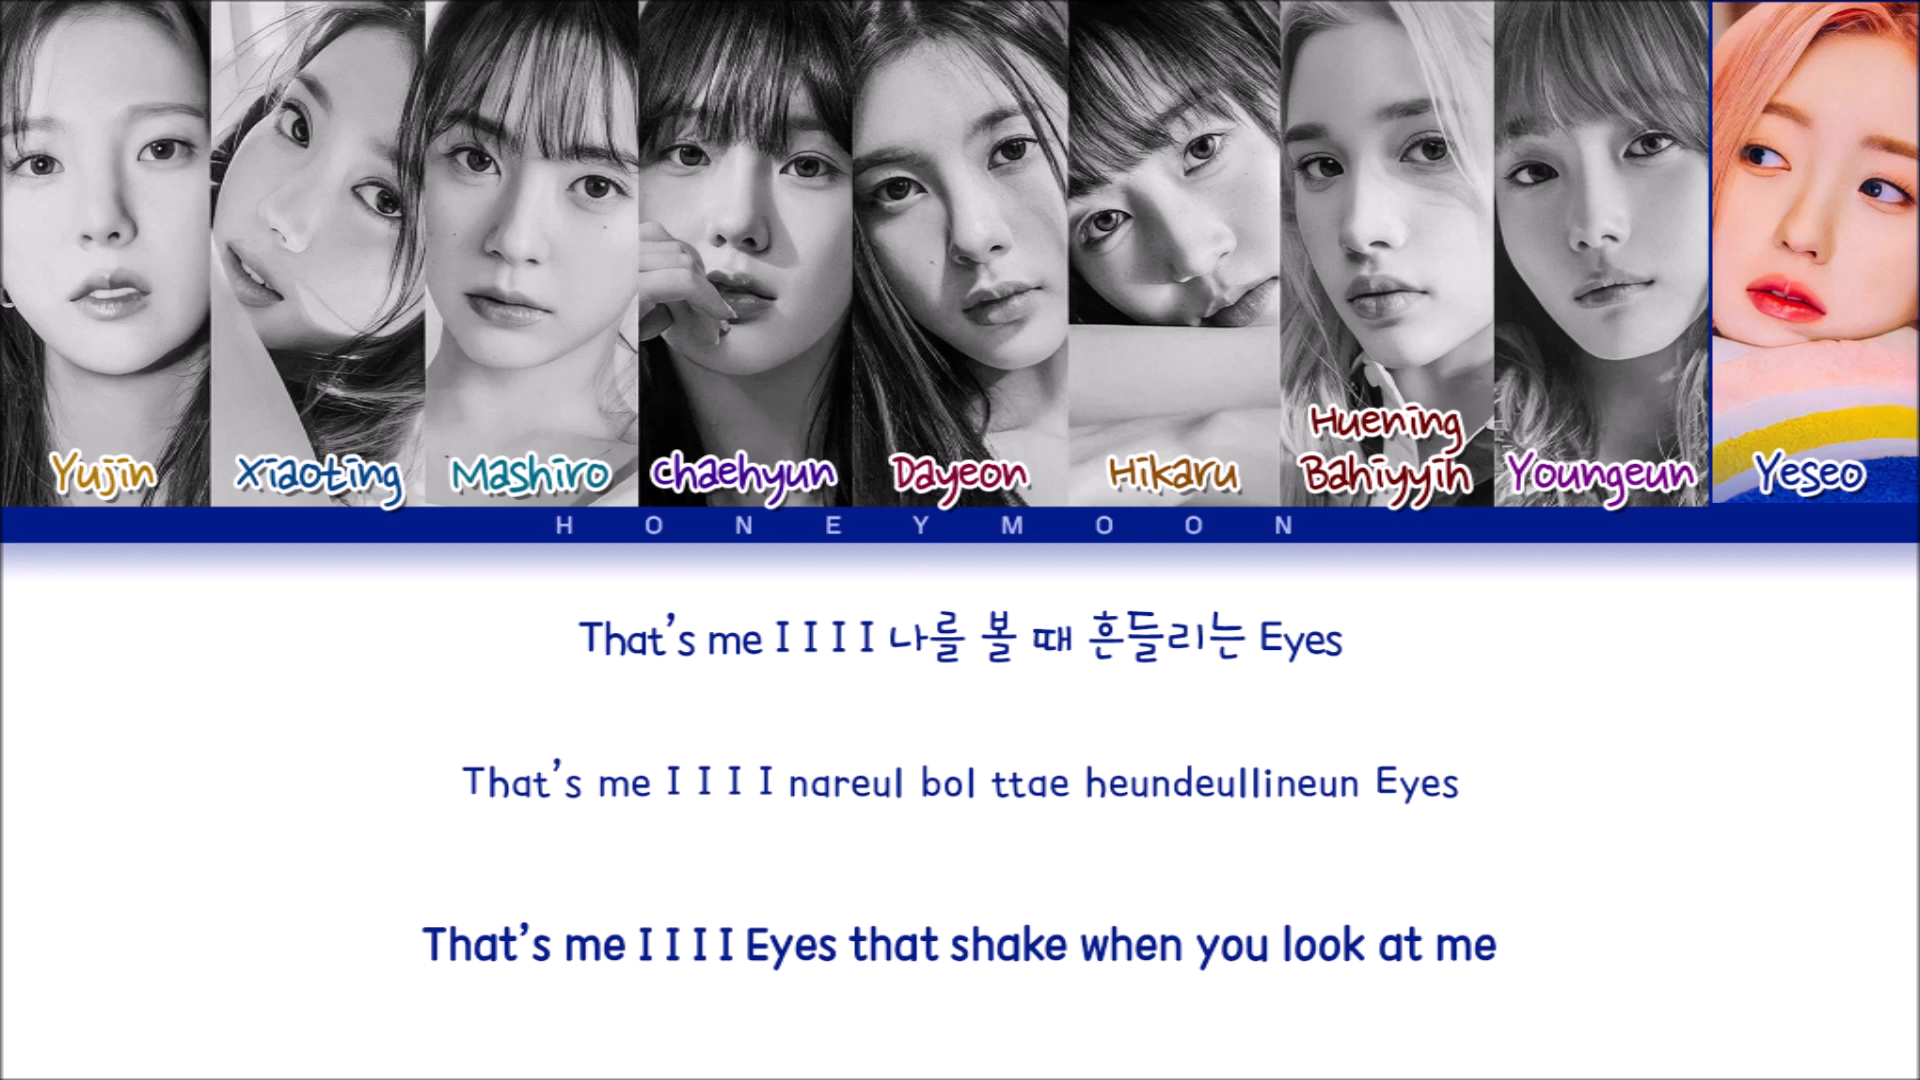 Yujin
Xiaoting
Mashiro
Chaehyun
Dayeon
Hikaru
Huening
Bahiyyih
Youngeun
Yeseo
HONEYMOON
That's me I I I I 나를 볼 때 흔들리는 Eyes
That's me I I I I nareul bol ttae heundeullineun Eyes
That's me I I I I Eyes that shake when you look at me